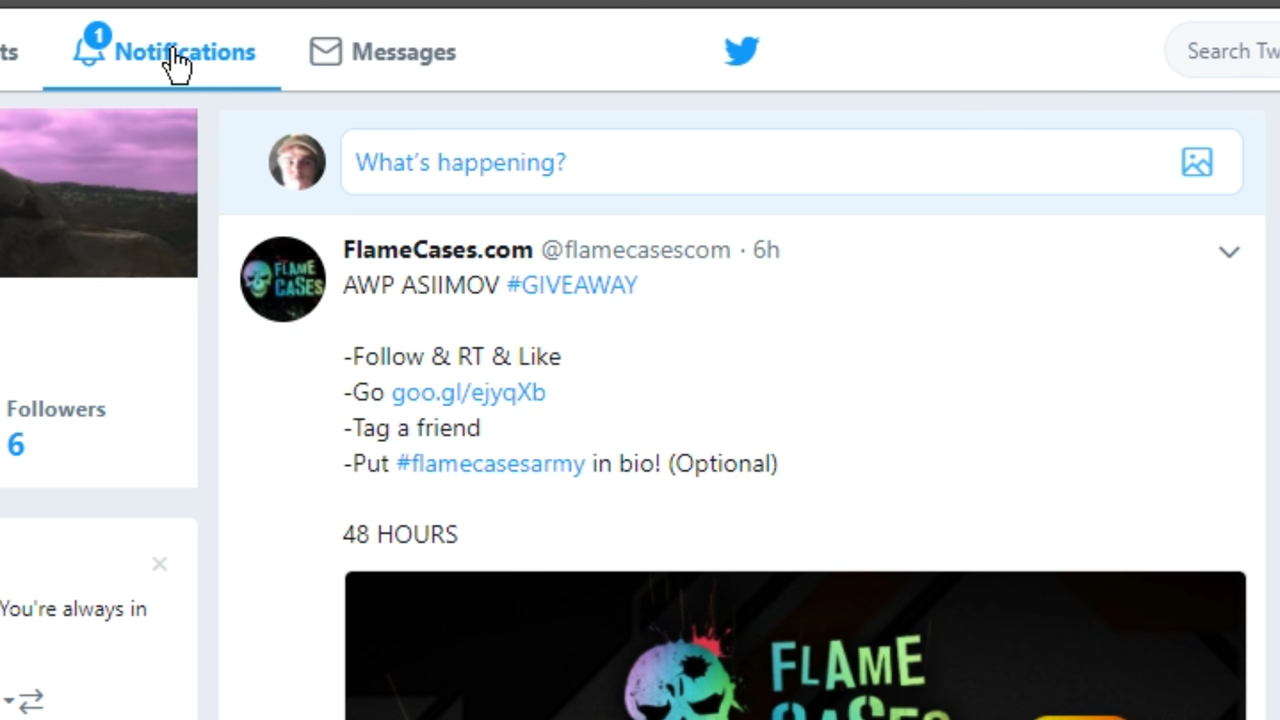 ts
1
Notifications
Messages
Search Tw
What's happening?
FlameCases.com @flamecasescom · 6h
FLAME
CASES
AWP ASIIMOV #GIVEAWAY
-Follow & RT & Like
-Go goo.gl/ejyqXb
-Tag a friend
-Put #flamecasesarmy in bio! (Optional)
48 HOURS
Followers
6
You're always in
FLAME
CASES